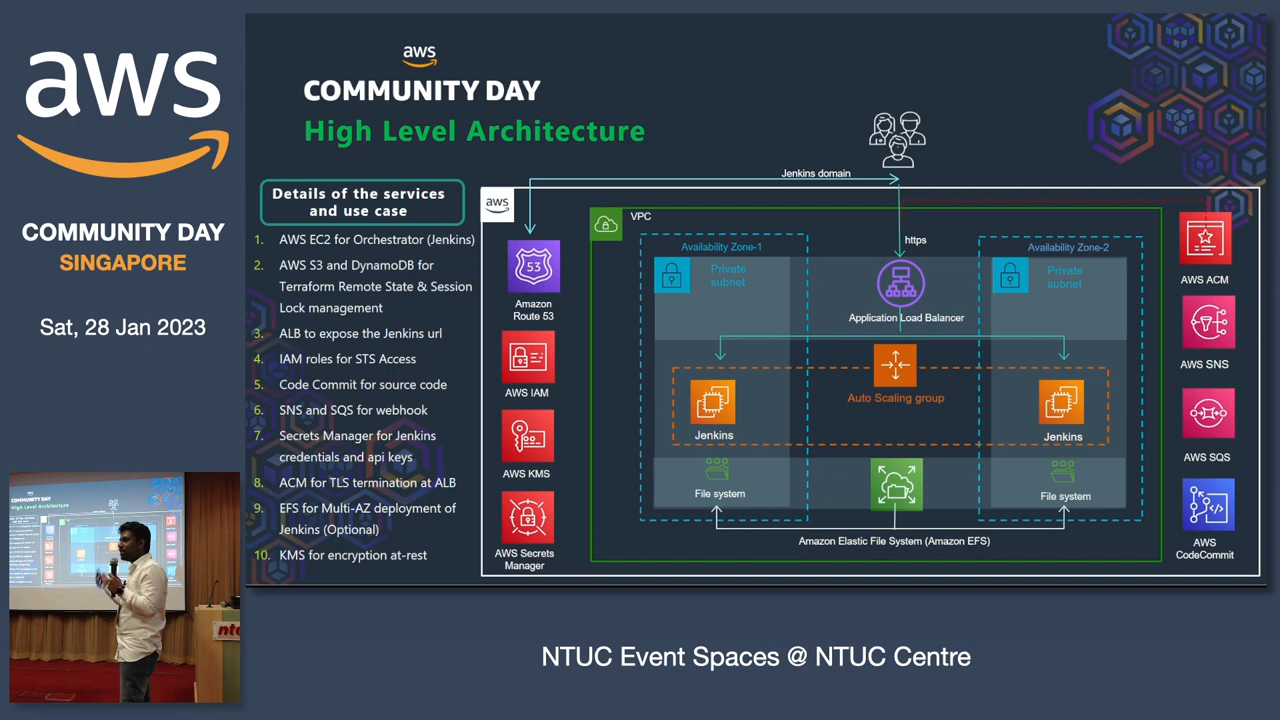 aws
COMMUNITY DAY
SINGAPORE
Sat, 28 Jan 2023
aws
COMMUNITY DAY
High Level Architecture
Details of the services
and use case
1. AWS EC2 for Orchestrator (Jenkins)
2. AWS S3 and DynamoDB for
Terraform Remote State & Session
Lock management
3. ALB to expose the Jenkins url
4. IAM roles for STS Access
5. Code Commit for source code
6. SNS and SQS for webhook
7. Secrets Manager for Jenkins
credentials and api keys
8. ACM for TLS termination at ALB
9. EFS for Multi-AZ deployment of
Jenkins (Optional)
10. KMS for encryption at-rest
Jenkins domain
aws
VPC
https
53
Amazon
Route 53
AWS IAM
AWS KMS
AWS Secrets
Manager
Availability Zone-1
Private
subnet
Application Load Balancer
Availability Zone-2
Private
subnet
Auto Scaling group
Jenkins
Jenkins
File system
File system
Amazon Elastic File System (Amazon EFS)
AWS ACM
AWS SNS
AWS SQS
AWS
CodeCommit
COMMUNITY DAY
High Level Architecture
NTUC Event Spaces @ NTUC Centre